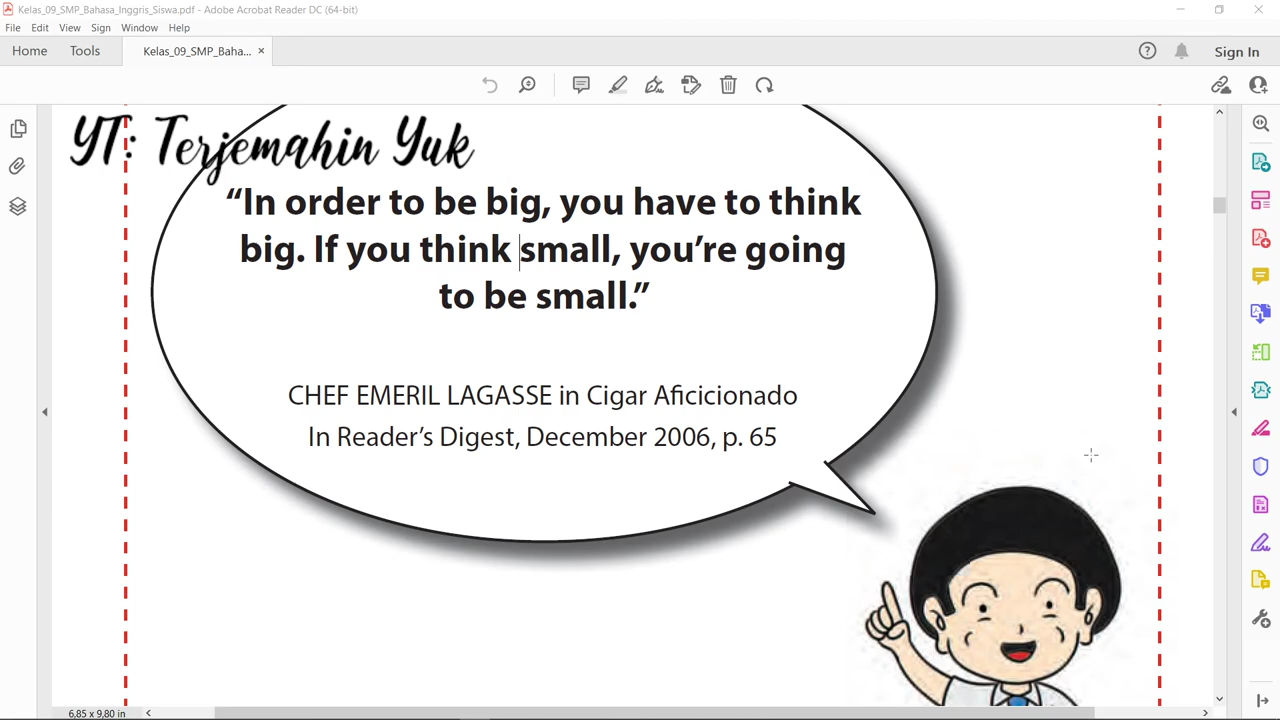 Kelas_09_SMP_Bahasa_Inggris_Siswa.pdf - Adobe Acrobat Reader DC (64-bit)
File Edit View Sign Window Help
Home Tools Kelas_09_SMP_Baha... × Sign In
YT: Terjemahin Yuk
“In order to be big, you have to think
big. If you think small, you’re going
to be small.”
CHEF EMERIL LAGASSE in Cigar Aficicionado
In Reader’s Digest, December 2006, p. 65
6,85 x 9,80 in